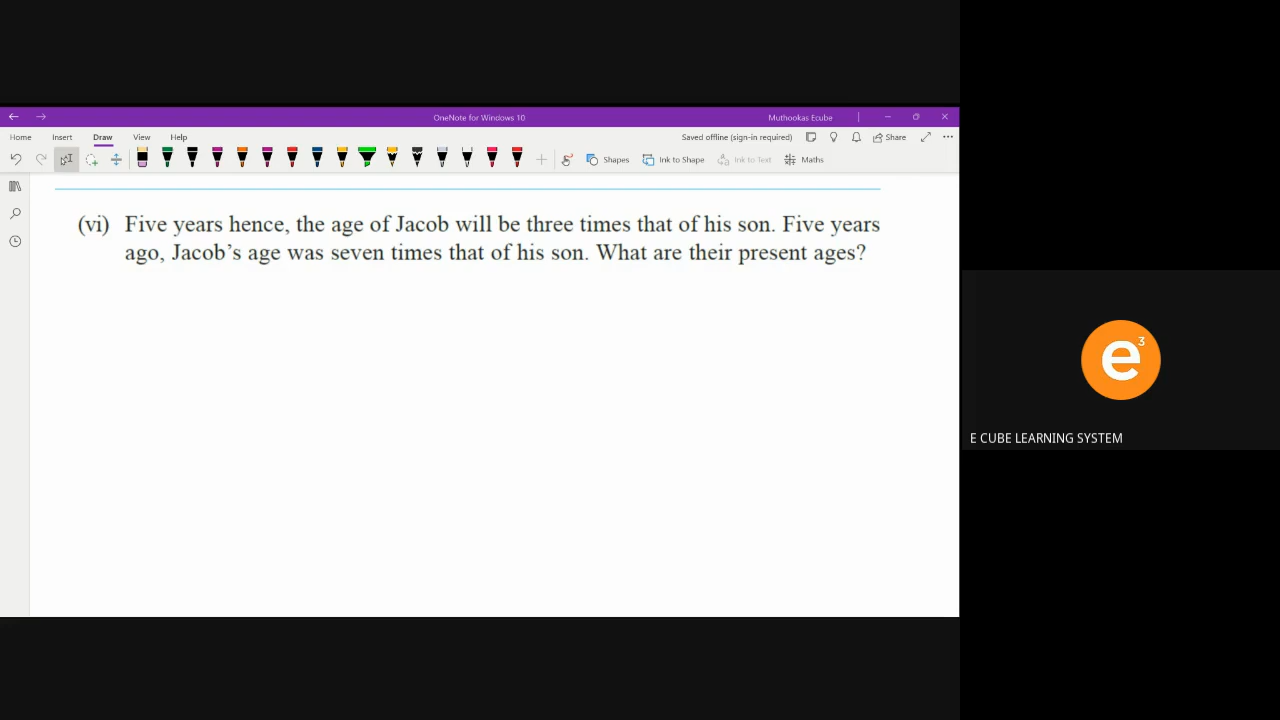 OneNote for Windows 10
Muthookas Ecube
Home Insert Draw View Help
Saved offline (sign-in required)
Share
Shapes
Ink to Shape
Ink to Text
Maths
(vi) Five years hence, the age of Jacob will be three times that of his son. Five years
ago, Jacob’s age was seven times that of his son. What are their present ages?
e3
E CUBE LEARNING SYSTEM